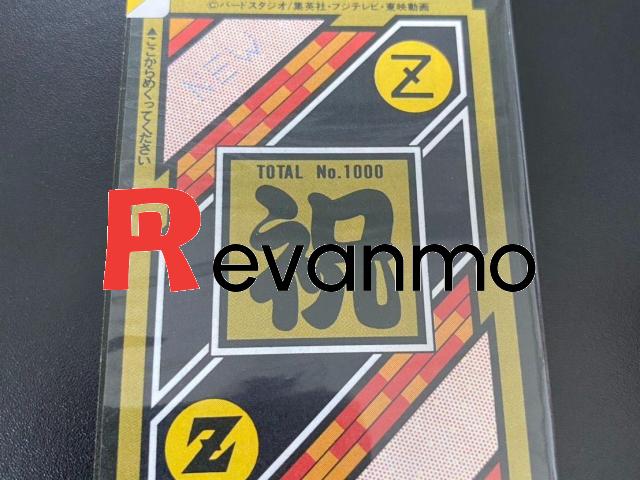 ©バードスタジオ/集英社・フジテレビ・東映動画
▲ここからめくってください
NEW
Z
TOTAL No.1000
祝
Revanmo
Z